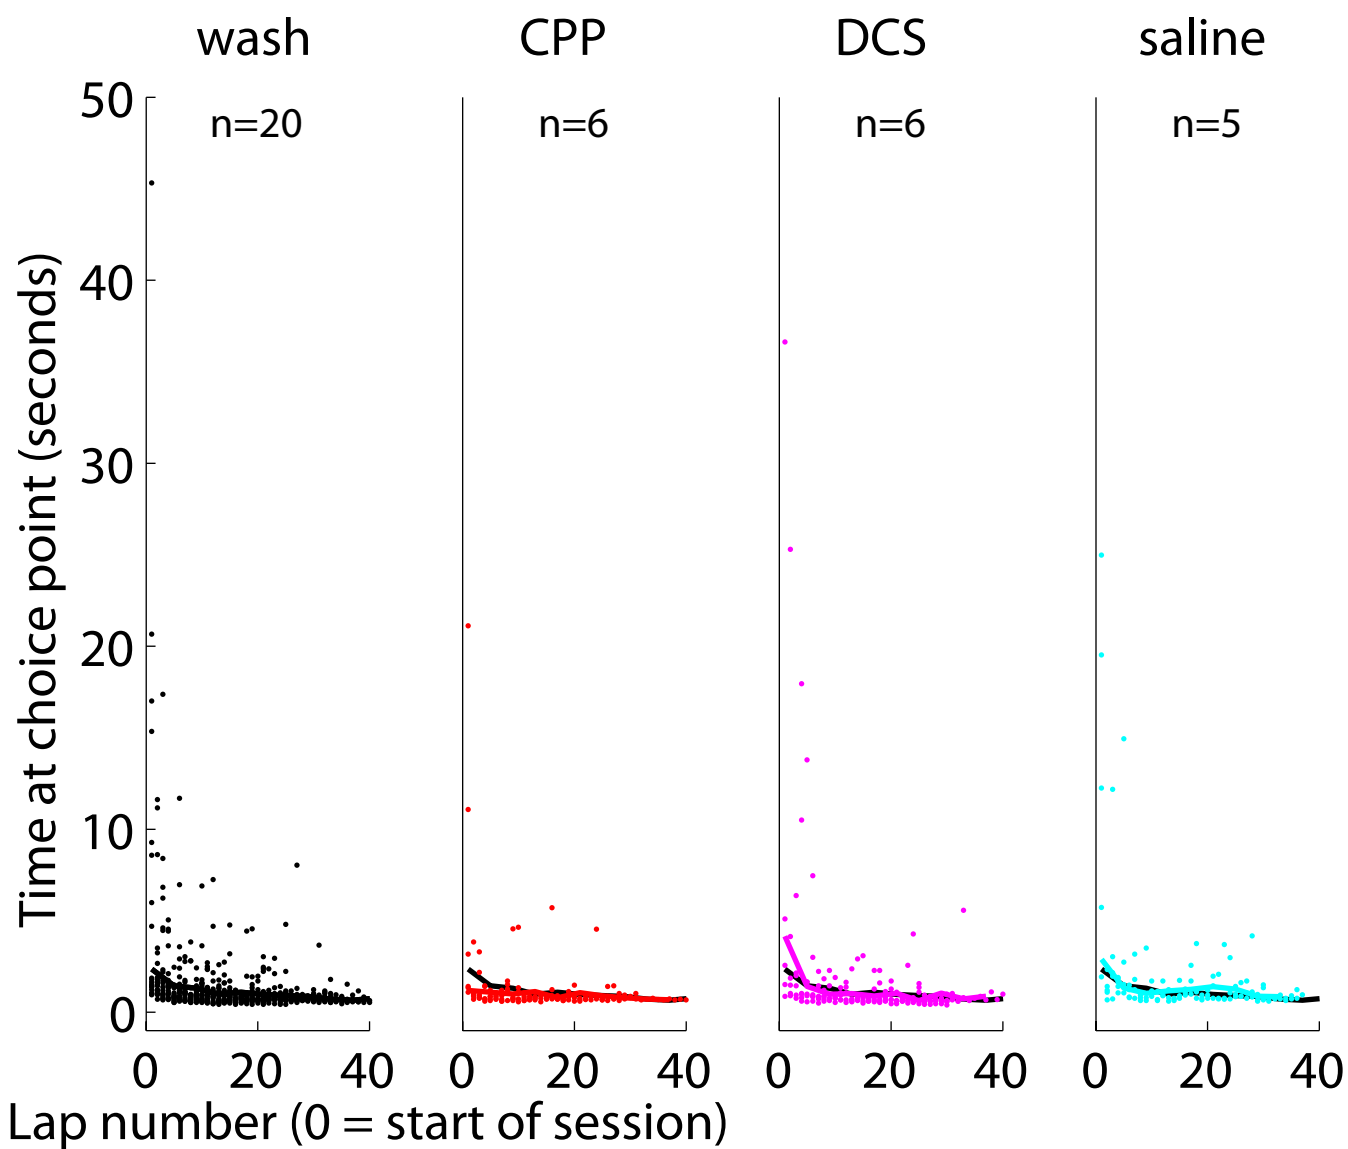 wash CPP DCS saline
n=20 n=6 n=6 n=5
Time at choice point (seconds)
50
40
30
20
10
0
0 20 40 0 20 40 0 20 40 0 20 40
Lap number (0 = start of session)